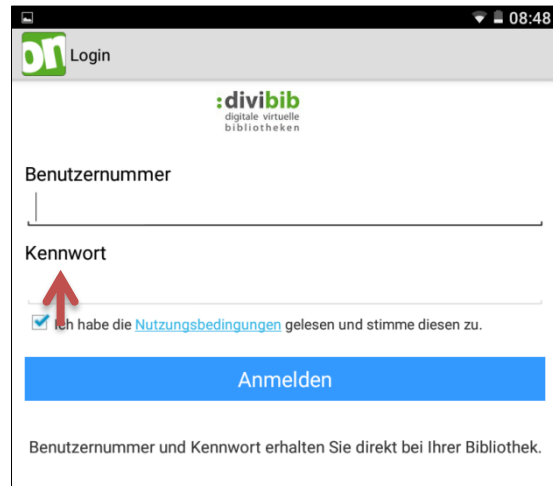 08:48
on Login
:divibib
digitale virtuelle
bibliotheken
Benutzernummer
Kennwort
Ich habe die Nutzungsbedingungen gelesen und stimme diesen zu.
Anmelden
Benutzernummer und Kennwort erhalten Sie direkt bei Ihrer Bibliothek.